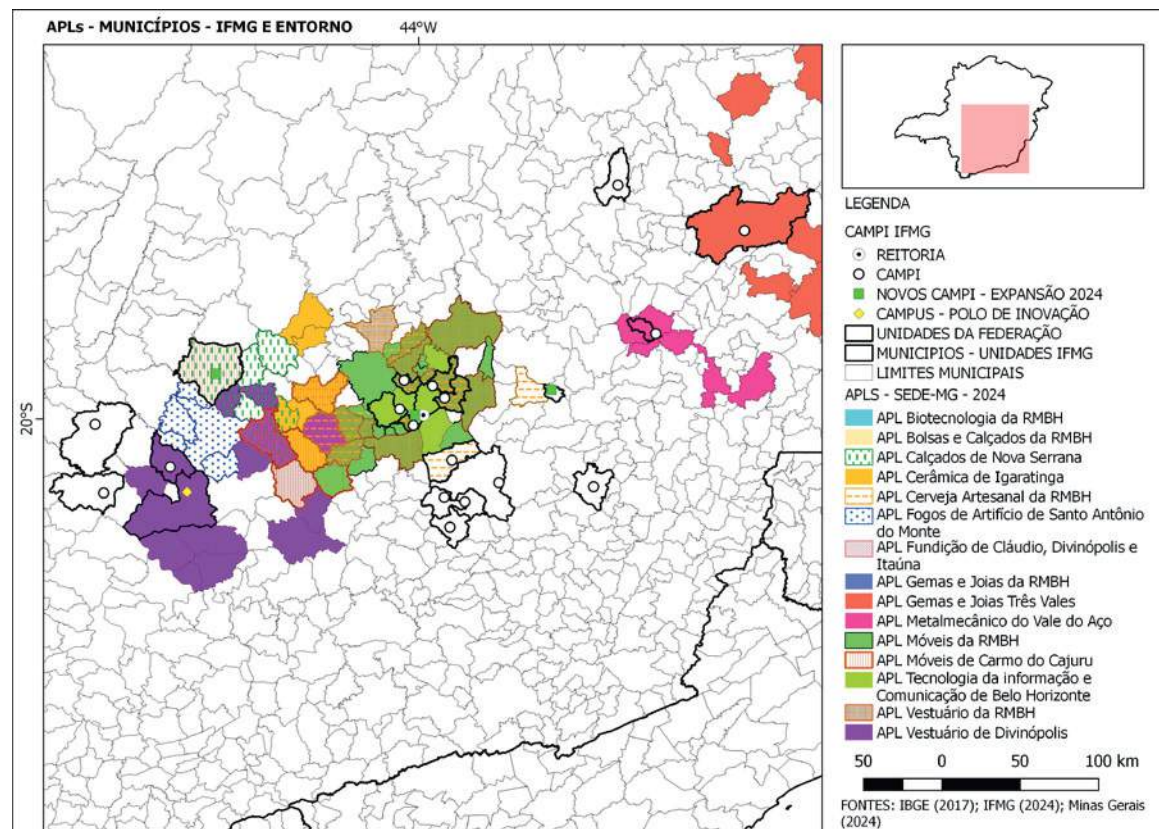 APLs - MUNICÍPIOS - IFMG E ENTORNO
44ºW
20ºS
LEGENDA
CAMPI IFMG
REITORIA
CAMPI
NOVOS CAMPI - EXPANSÃO 2024
CAMPUS - POLO DE INOVAÇÃO
UNIDADES DA FEDERAÇÃO
MUNICIPIOS - UNIDADES IFMG
LIMITES MUNICIPAIS
APLS - SEDE-MG - 2024
APL Biotecnologia da RMBH
APL Bolsas e Calçados da RMBH
APL Calçados de Nova Serrana
APL Cerâmica de Igaratinga
APL Cerveja Artesanal da RMBH
APL Fogos de Artifício de Santo Antônio
do Monte
APL Fundição de Cláudio, Divinópolis e
Itaúna
APL Gemas e Joias da RMBH
APL Gemas e Joias Três Vales
APL Metalmecânico do Vale do Aço
APL Móveis da RMBH
APL Móveis de Carmo do Cajuru
APL Tecnologia da informação e
Comunicação de Belo Horizonte
APL Vestuário da RMBH
APL Vestuário de Divinópolis
50 0 50 100 km
FONTES: IBGE (2017); IFMG (2024); Minas Gerais
(2024)